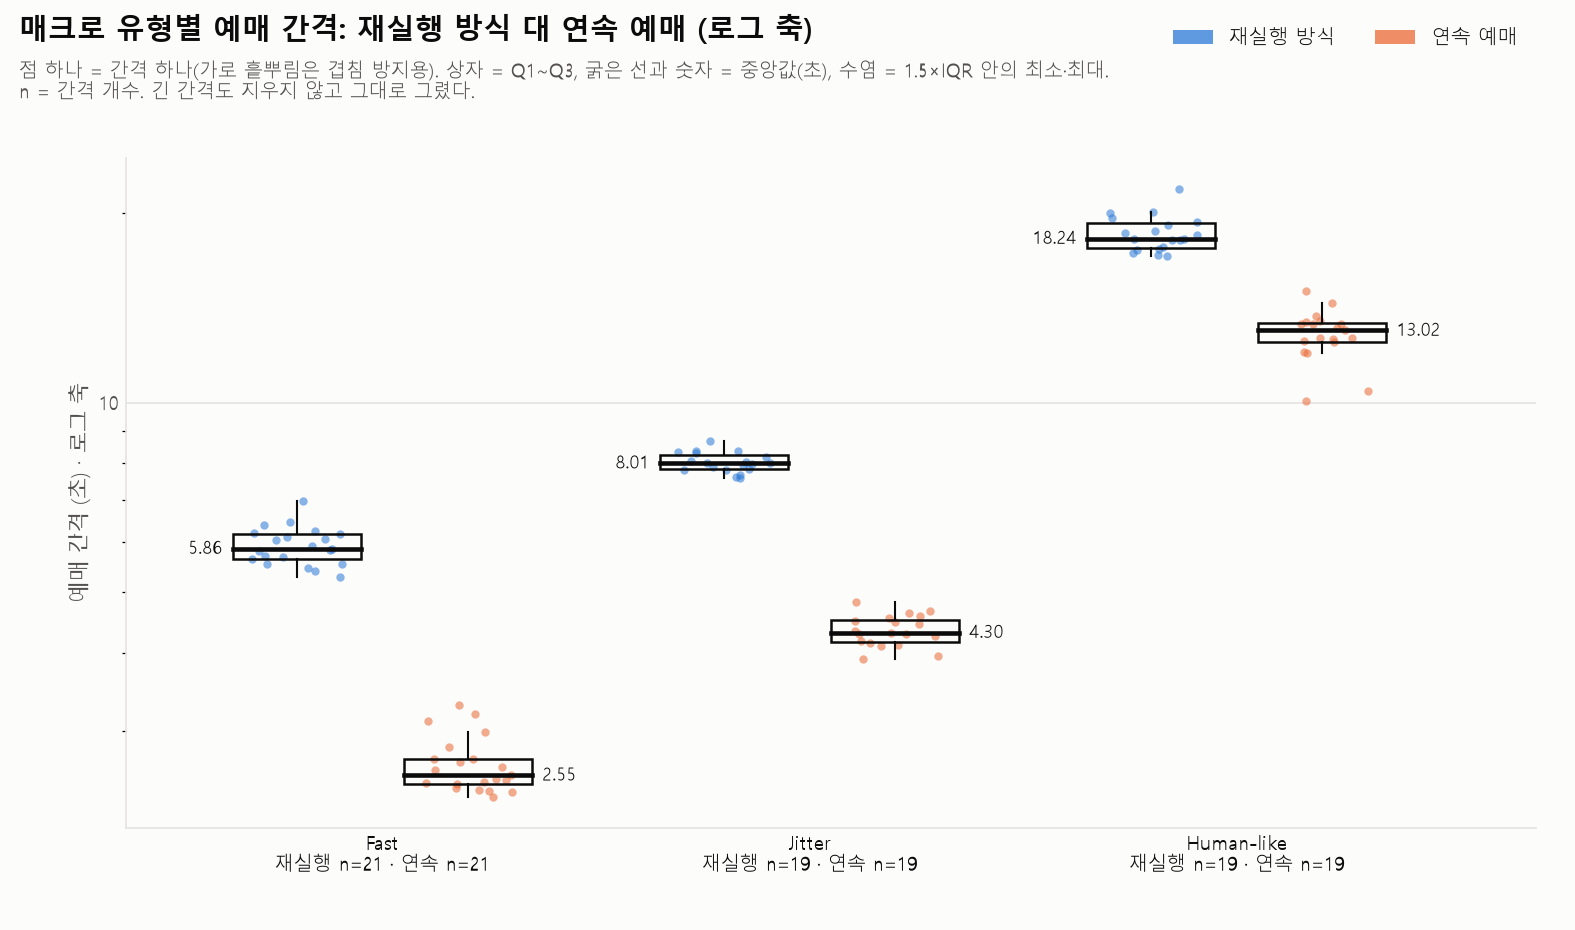 매크로 유형별 예매 간격: 재실행 방식 대 연속 예매 (로그 축)
재실행 방식
연속 예매
점 하나 = 간격 하나(가로 흩뿌림은 겹침 방지용). 상자 = Q1~Q3, 굵은 선과 숫자 = 중앙값(초), 수염 = 1.5×IQR 안의 최소·최대.
n = 간격 개수. 긴 간격도 지우지 않고 그대로 그렸다.
예매 간격 (초) · 로그 축
10
5.86
2.55
8.01
4.30
18.24
13.02
Fast
재실행 n=21 · 연속 n=21
Jitter
재실행 n=19 · 연속 n=19
Human-like
재실행 n=19 · 연속 n=19